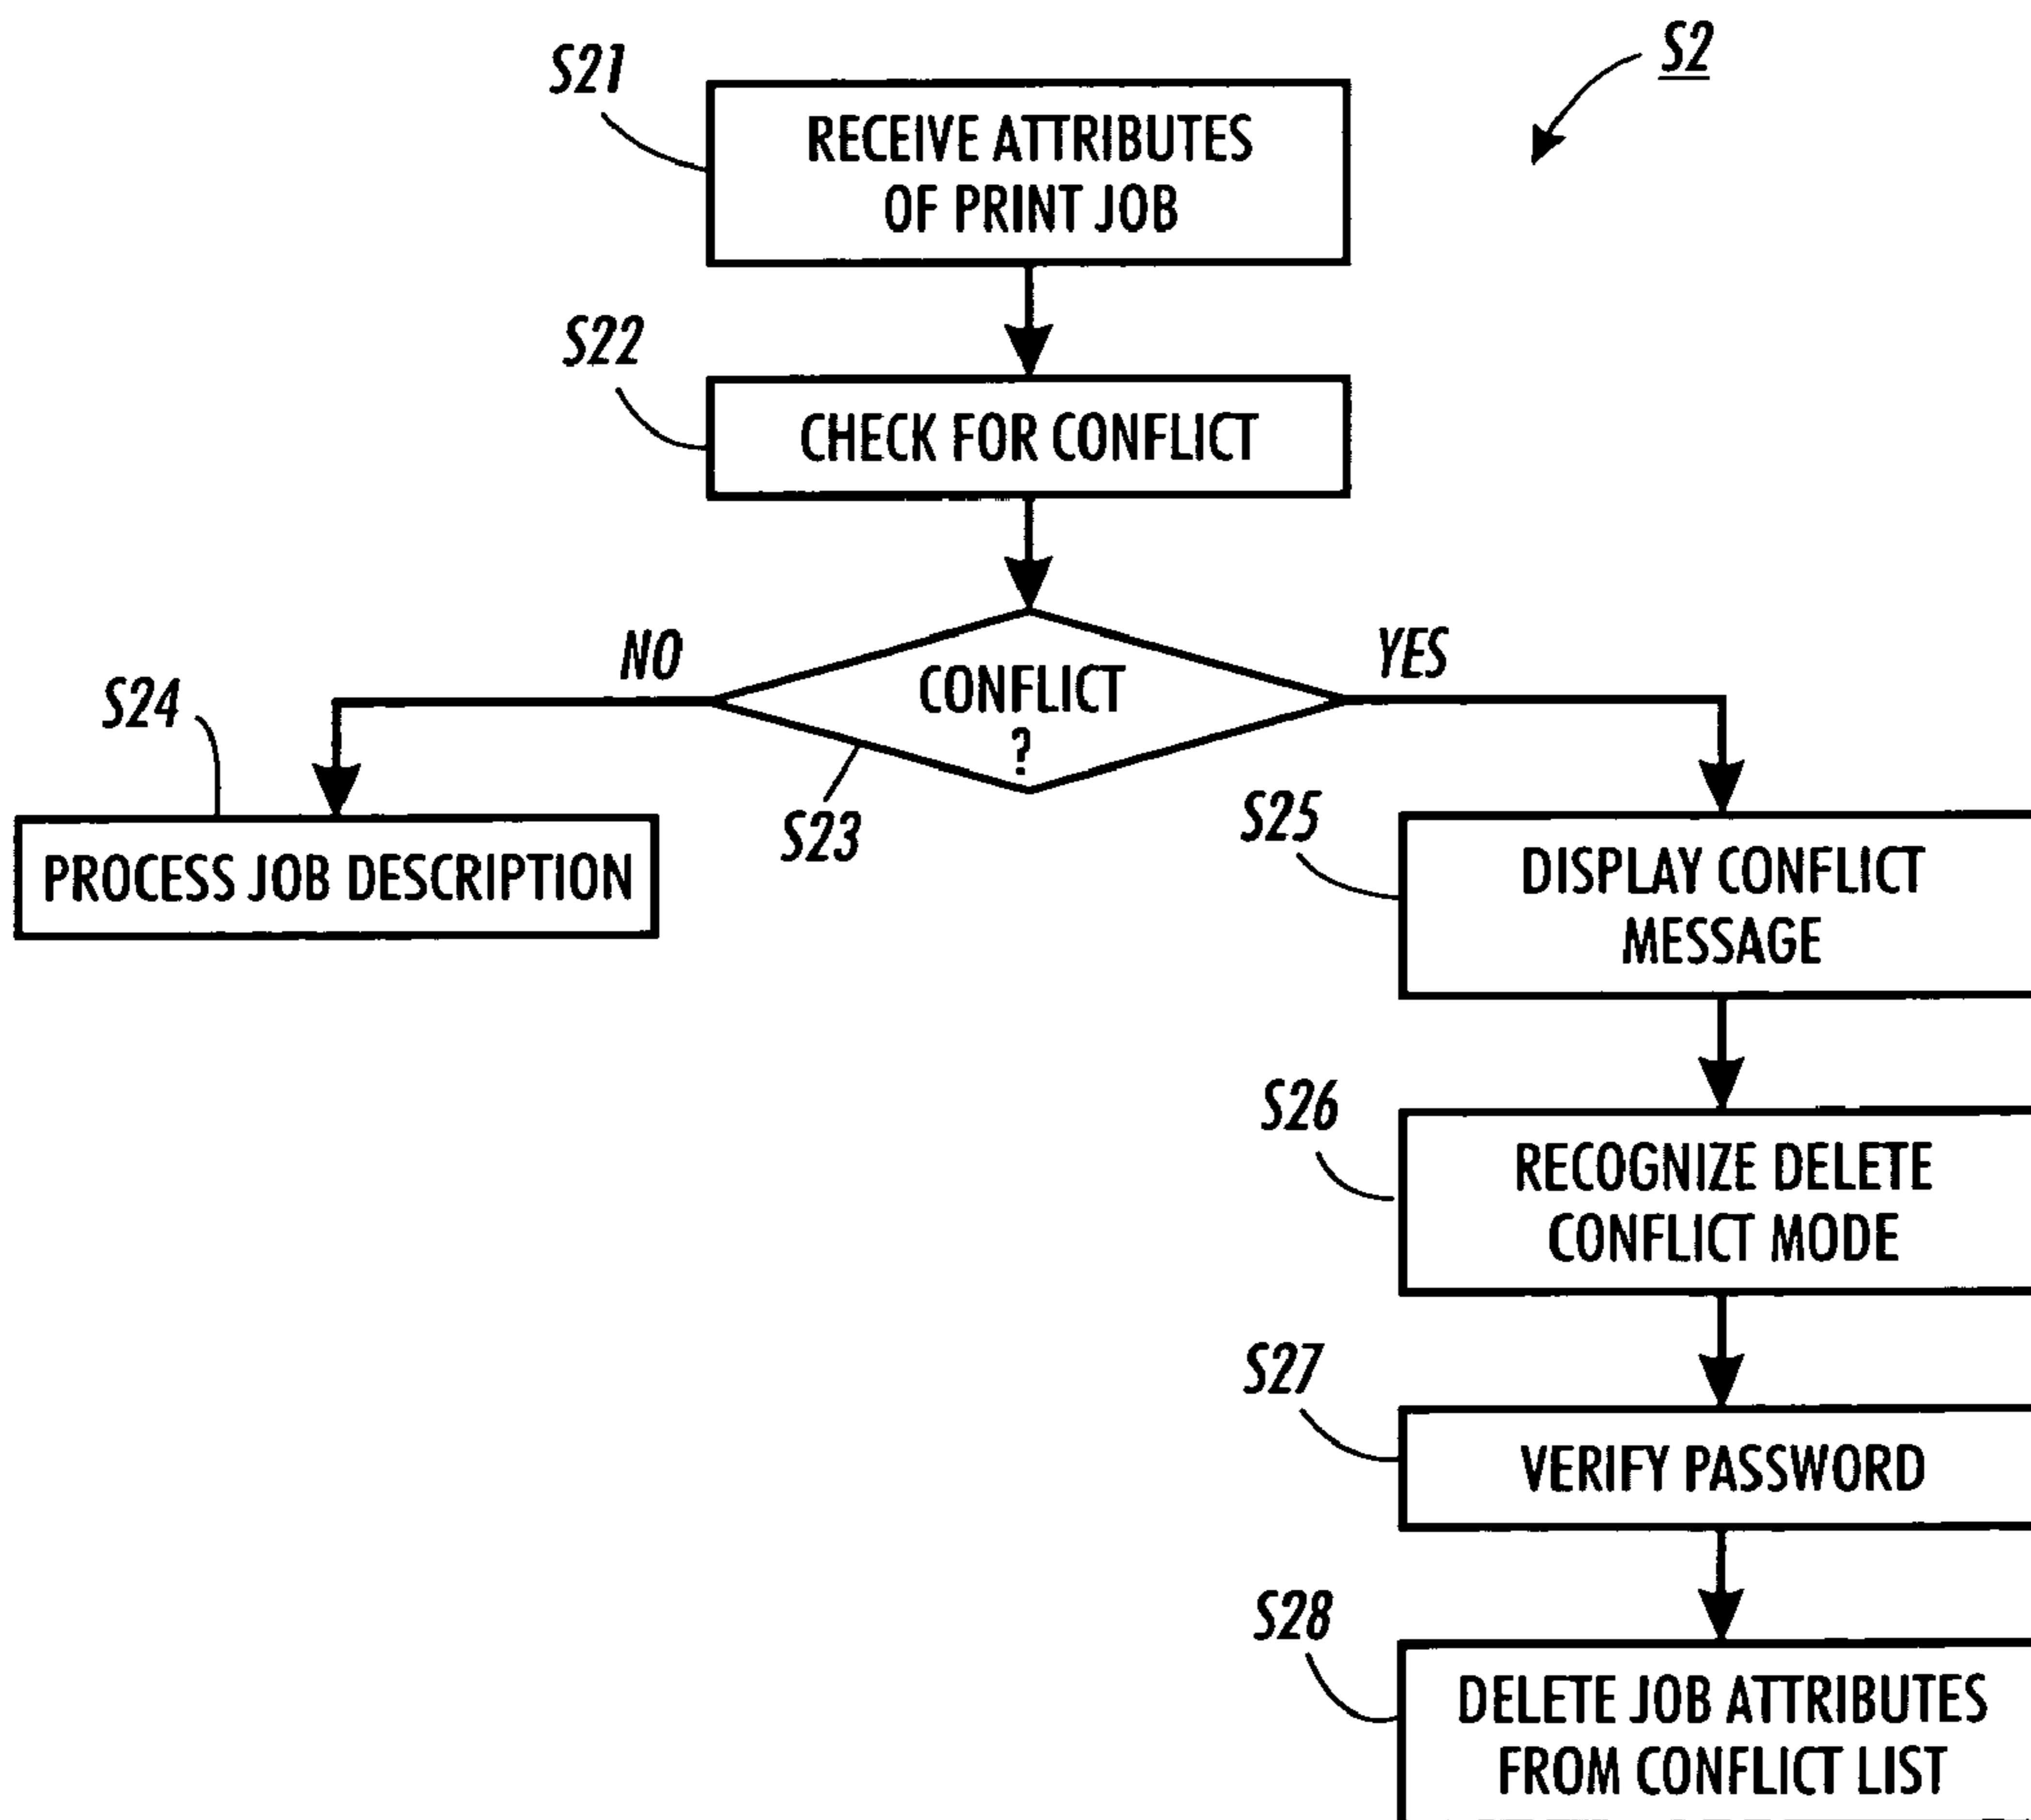 S2
S21
RECEIVE ATTRIBUTES
OF PRINT JOB
S22
CHECK FOR CONFLICT
NO
YES
CONFLICT
?
S23
S24
PROCESS JOB DESCRIPTION
S25
DISPLAY CONFLICT
MESSAGE
S26
RECOGNIZE DELETE
CONFLICT MODE
S27
VERIFY PASSWORD
S28
DELETE JOB ATTRIBUTES
FROM CONFLICT LIST